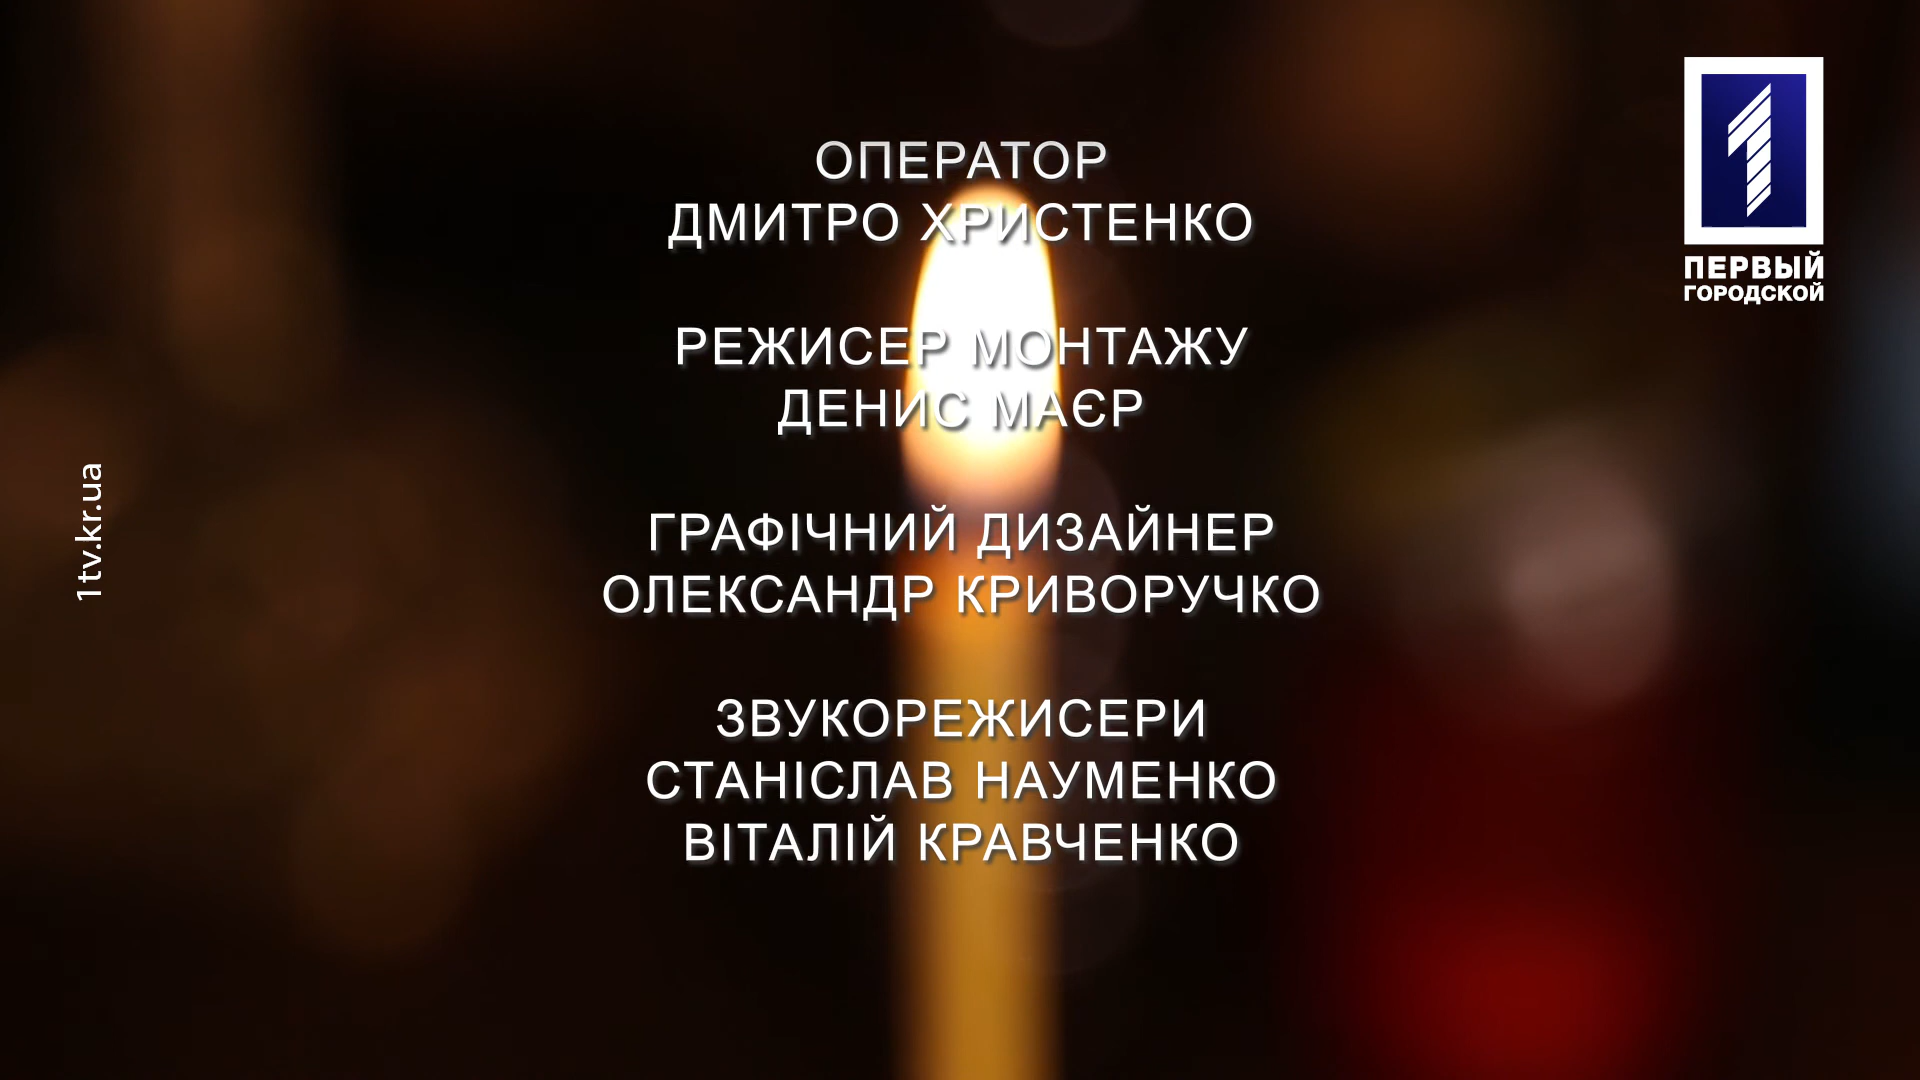 ОПЕРАТОР
ДМИТРО ХРИСТЕНКО
РЕЖИСЕР МОНТАЖУ
ДЕНИС МАЄР
ГРАФІЧНИЙ ДИЗАЙНЕР
ОЛЕКСАНДР КРИВОРУЧКО
ЗВУКОРЕЖИСЕРИ
СТАНІСЛАВ НАУМЕНКО
ВІТАЛІЙ КРАВЧЕНКО
1
ПЕРВЫЙ
ГОРОДСКОЙ
1tv.kr.ua